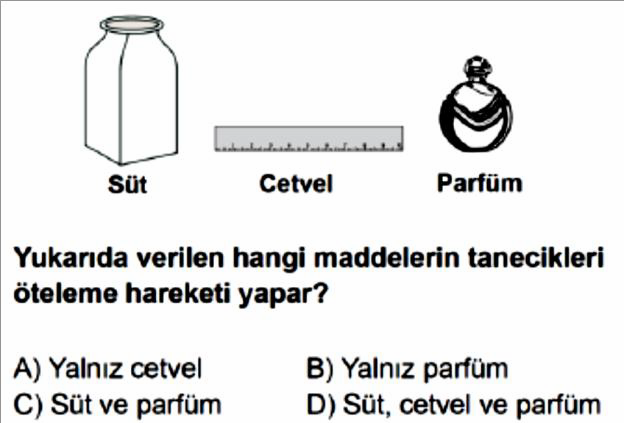 Süt Cetvel Parfüm
Yukarıda verilen hangi maddelerin tanecikleri
öteleme hareketi yapar?
A) Yalnız cetvel B) Yalnız parfüm
C) Süt ve parfüm D) Süt, cetvel ve parfüm